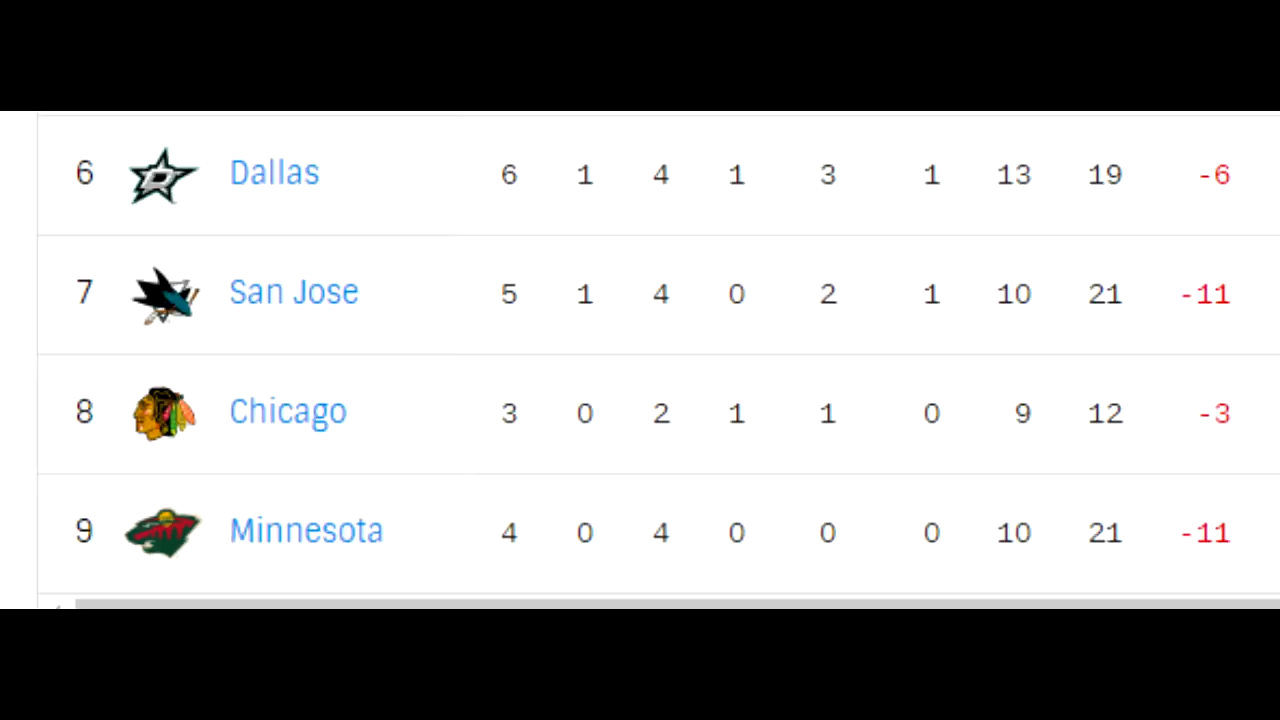 6 Dallas 6 1 4 1 3 1 13 19 -6
7 San Jose 5 1 4 0 2 1 10 21 -11
8 Chicago 3 0 2 1 1 0 9 12 -3
9 Minnesota 4 0 4 0 0 0 10 21 -11